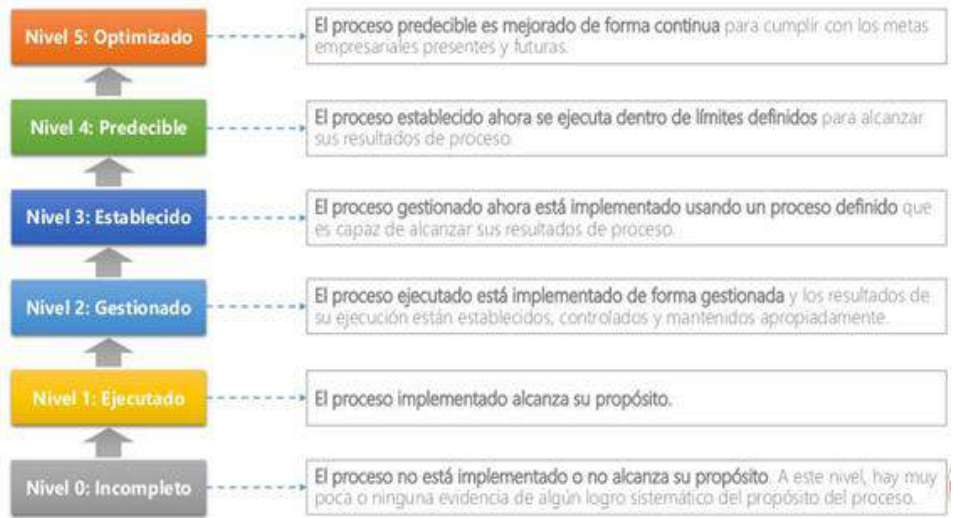 Nivel 5: Optimizado
El proceso predecible es mejorado de forma continua para cumplir con los metas
empresariales presentes y futuras.
Nivel 4: Predecible
El proceso establecido ahora se ejecuta dentro de límites definidos para alcanzar
sus resultados de proceso.
Nivel 3: Establecido
El proceso gestionado ahora está implementado usando un proceso definido que
es capaz de alcanzar sus resultados de proceso.
Nivel 2: Gestionado
El proceso ejecutado está implementado de forma gestionada y los resultados de
su ejecución están establecidos, controlados y mantenidos apropiadamente.
Nivel 1: Ejecutado
El proceso implementado alcanza su propósito.
Nivel 0: Incompleto
El proceso no está implementado o no alcanza su propósito. A este nivel, hay muy
poca o ninguna evidencia de algún logro sistemático del propósito del proceso.